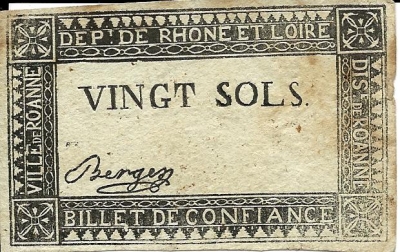 DEPT. DE RHONE ET LOIRE
VILLE DE ROANNE
VINGT SOLS.
DIS. DE ROANNE
BILLET DE CONFIANCE